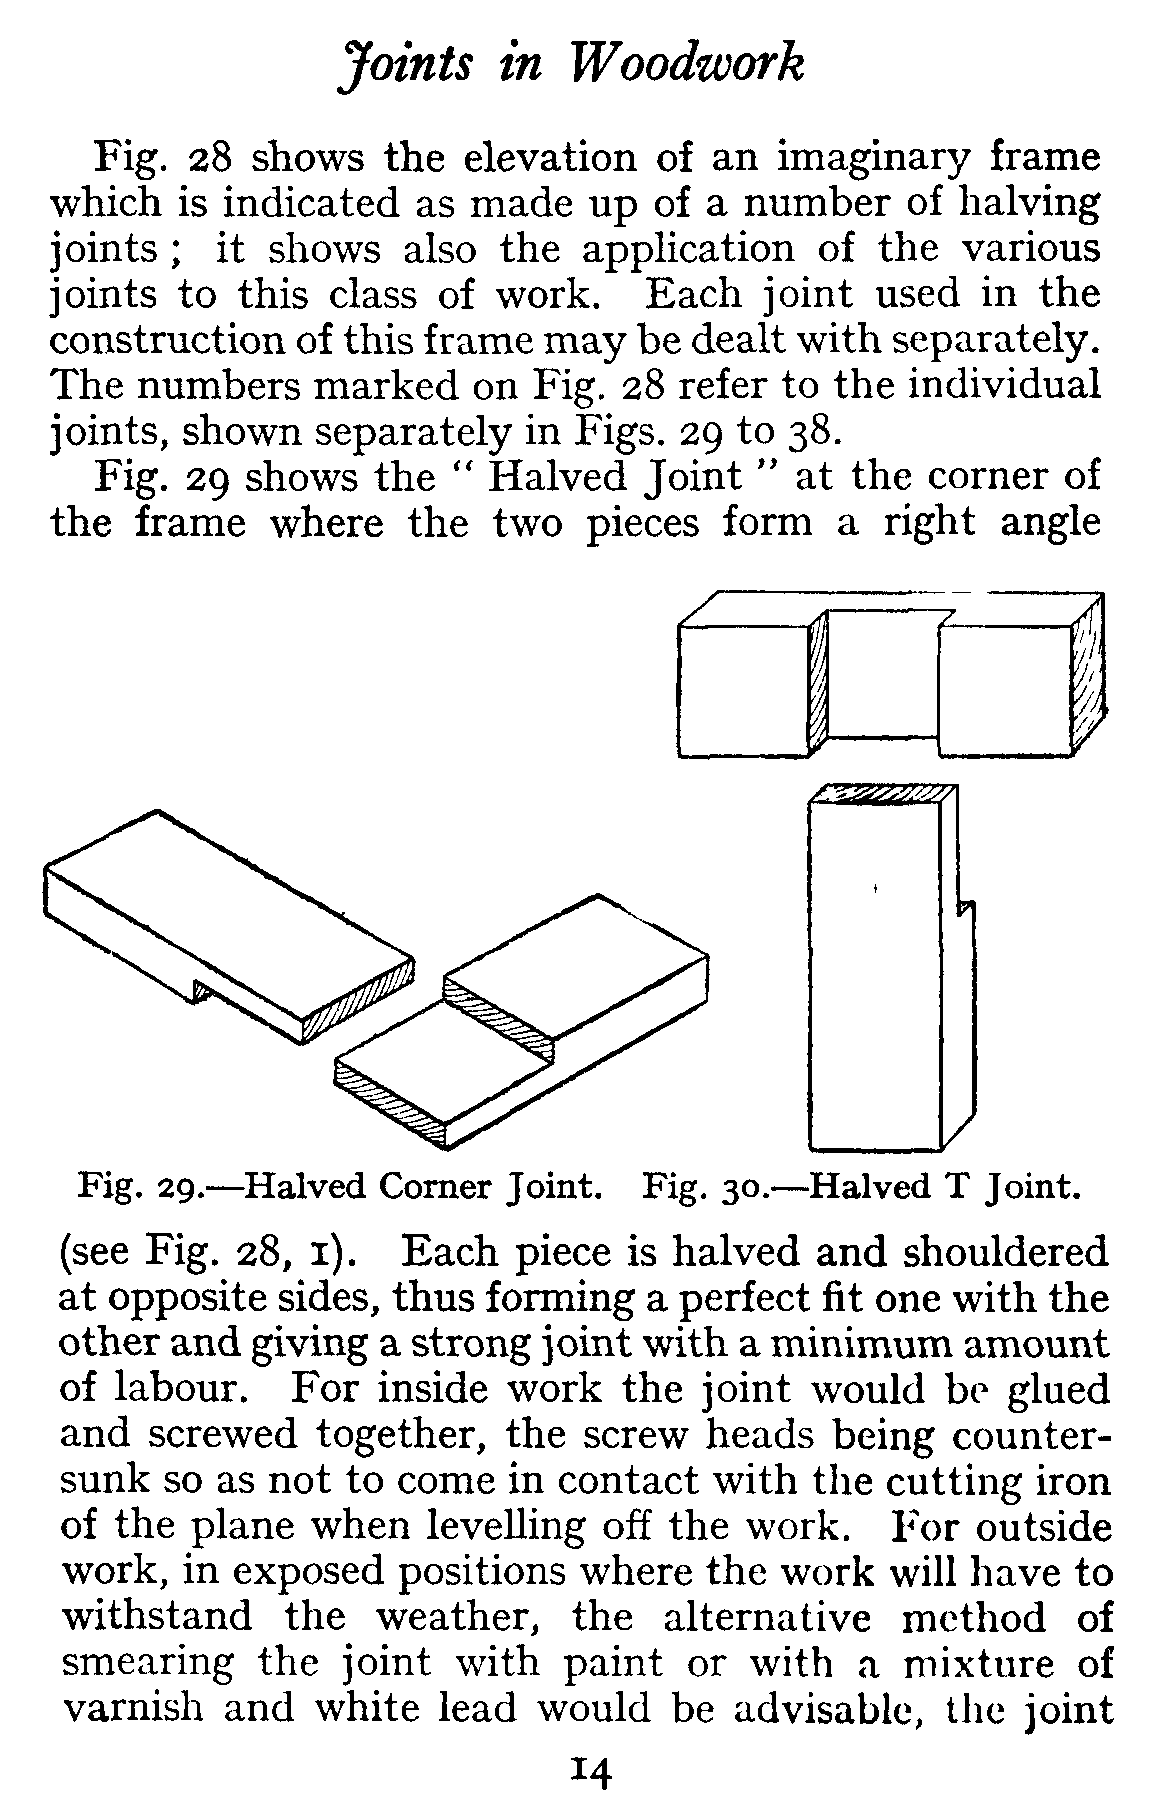 Joints in Woodwork
Fig. 28 shows the elevation of an imaginary frame
which is indicated as made up of a number of halving
joints ; it shows also the application of the various
joints to this class of work. Each joint used in the
construction of this frame may be dealt with separately.
The numbers marked on Fig. 28 refer to the individual
joints, shown separately in Figs. 29 to 38.
Fig. 29 shows the “ Halved Joint ” at the corner of
the frame where the two pieces form a right angle
Fig. 29.—Halved Corner Joint. Fig. 30.—Halved T Joint.
(see Fig. 28, 1). Each piece is halved and shouldered
at opposite sides, thus forming a perfect fit one with the
other and giving a strong joint with a minimum amount
of labour. For inside work the joint would be glued
and screwed together, the screw heads being counter-
sunk so as not to come in contact with the cutting iron
of the plane when levelling off the work. For outside
work, in exposed positions where the work will have to
withstand the weather, the alternative method of
smearing the joint with paint or with a mixture of
varnish and white lead would be advisable, the joint
14